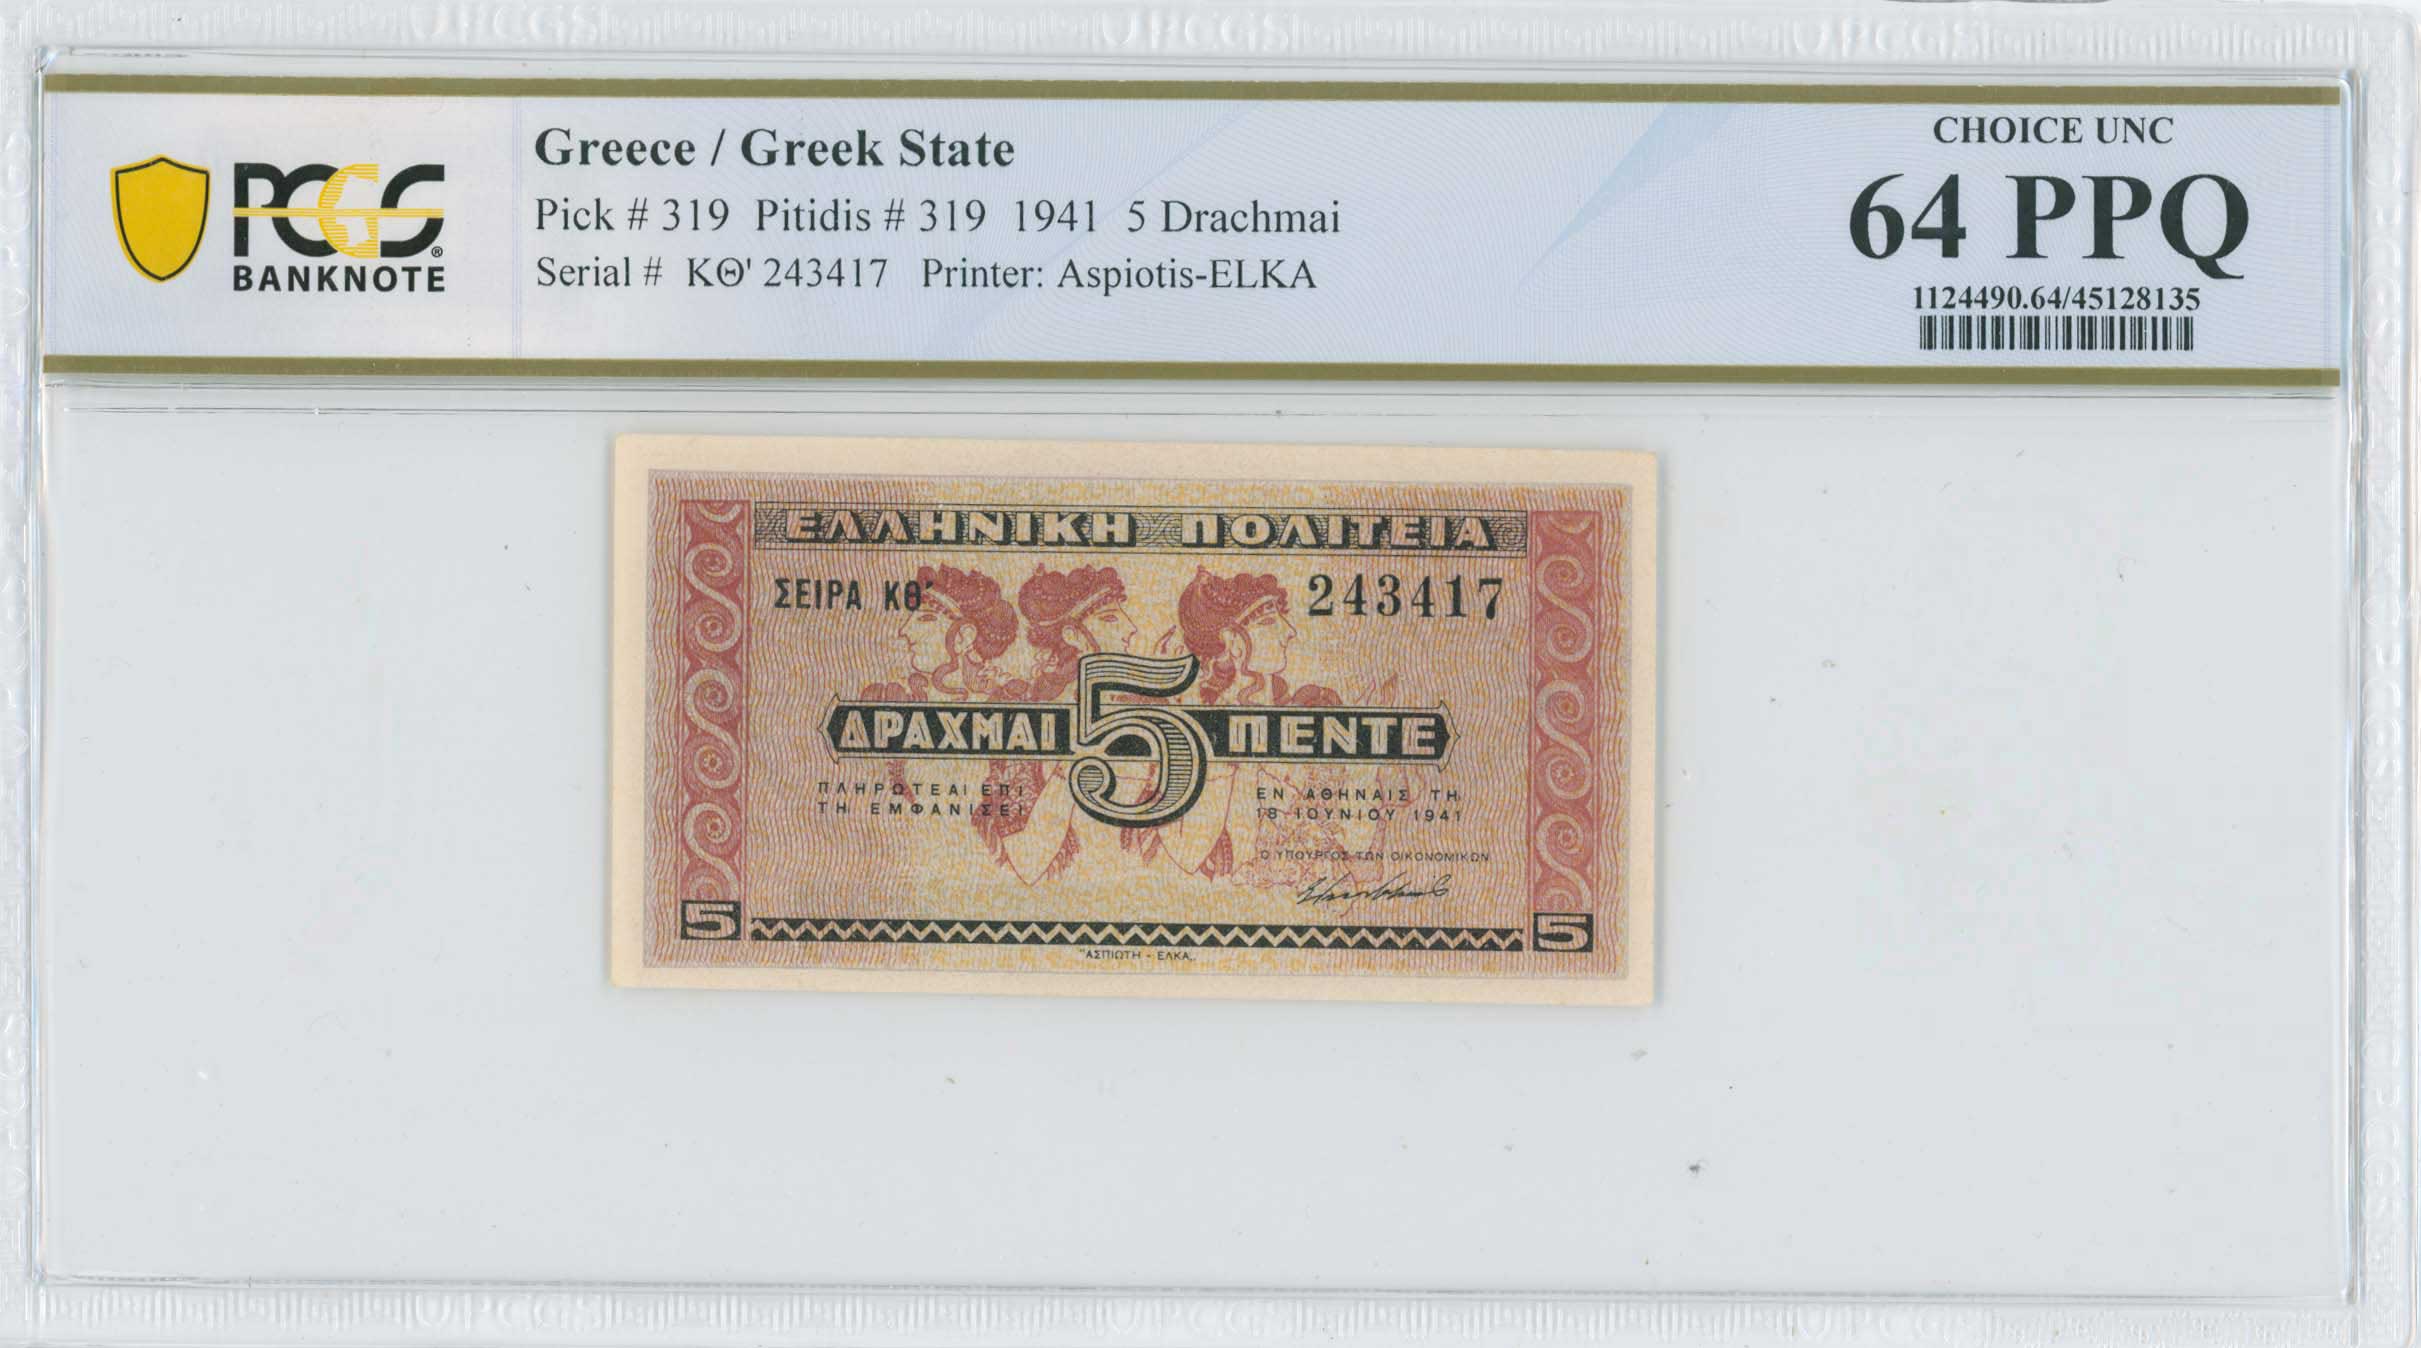 PCGS
BANKNOTE
Greece / Greek State
Pick # 319 Pitidis # 319 1941 5 Drachmai
Serial # ΚΘ' 243417 Printer: Aspiotis-ELKA
CHOICE UNC
64 PPQ
1124490.64/45128135
ΕΛΛΗΝΙΚΗ ΠΟΛΙΤΕΙΑ
ΣΕΙΡΑ ΚΘ' 243417
ΔΡΑΧΜΑΙ 5 ΠΕΝΤΕ
ΠΛΗΡΩΤΕΑΙ ΕΠΙ
ΤΗ ΕΜΦΑΝΙΣΕΙ
ΕΝ ΑΘΗΝΑΙΣ ΤΗ
18 ΙΟΥΝΙΟΥ 1941
Ο ΥΠΟΥΡΓΟΣ ΤΩΝ ΟΙΚΟΝΟΜΙΚΩΝ
5 5
"ΑΣΠΙΩΤΗ - ΕΛΚΑ„